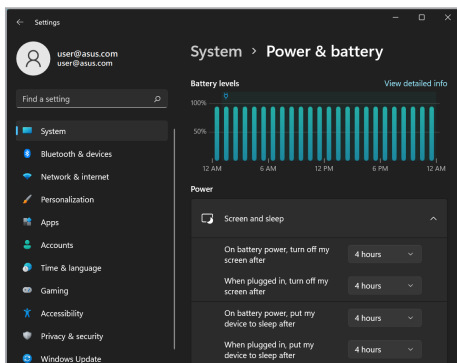 Settings
user@asus.com
user@asus.com
Find a setting
System
Bluetooth & devices
Network & internet
Personalization
Apps
Accounts
Time & language
Gaming
Accessibility
Privacy & security
Windows Update
System > Power & battery
Battery levels
View detailed info
100%
50%
12 AM 6 AM 12 PM 6 PM 12 AM
Power
Screen and sleep
On battery power, turn off my
screen after
4 hours
When plugged in, turn off my
screen after
4 hours
On battery power, put my
device to sleep after
4 hours
When plugged in, put my
device to sleep after
4 hours